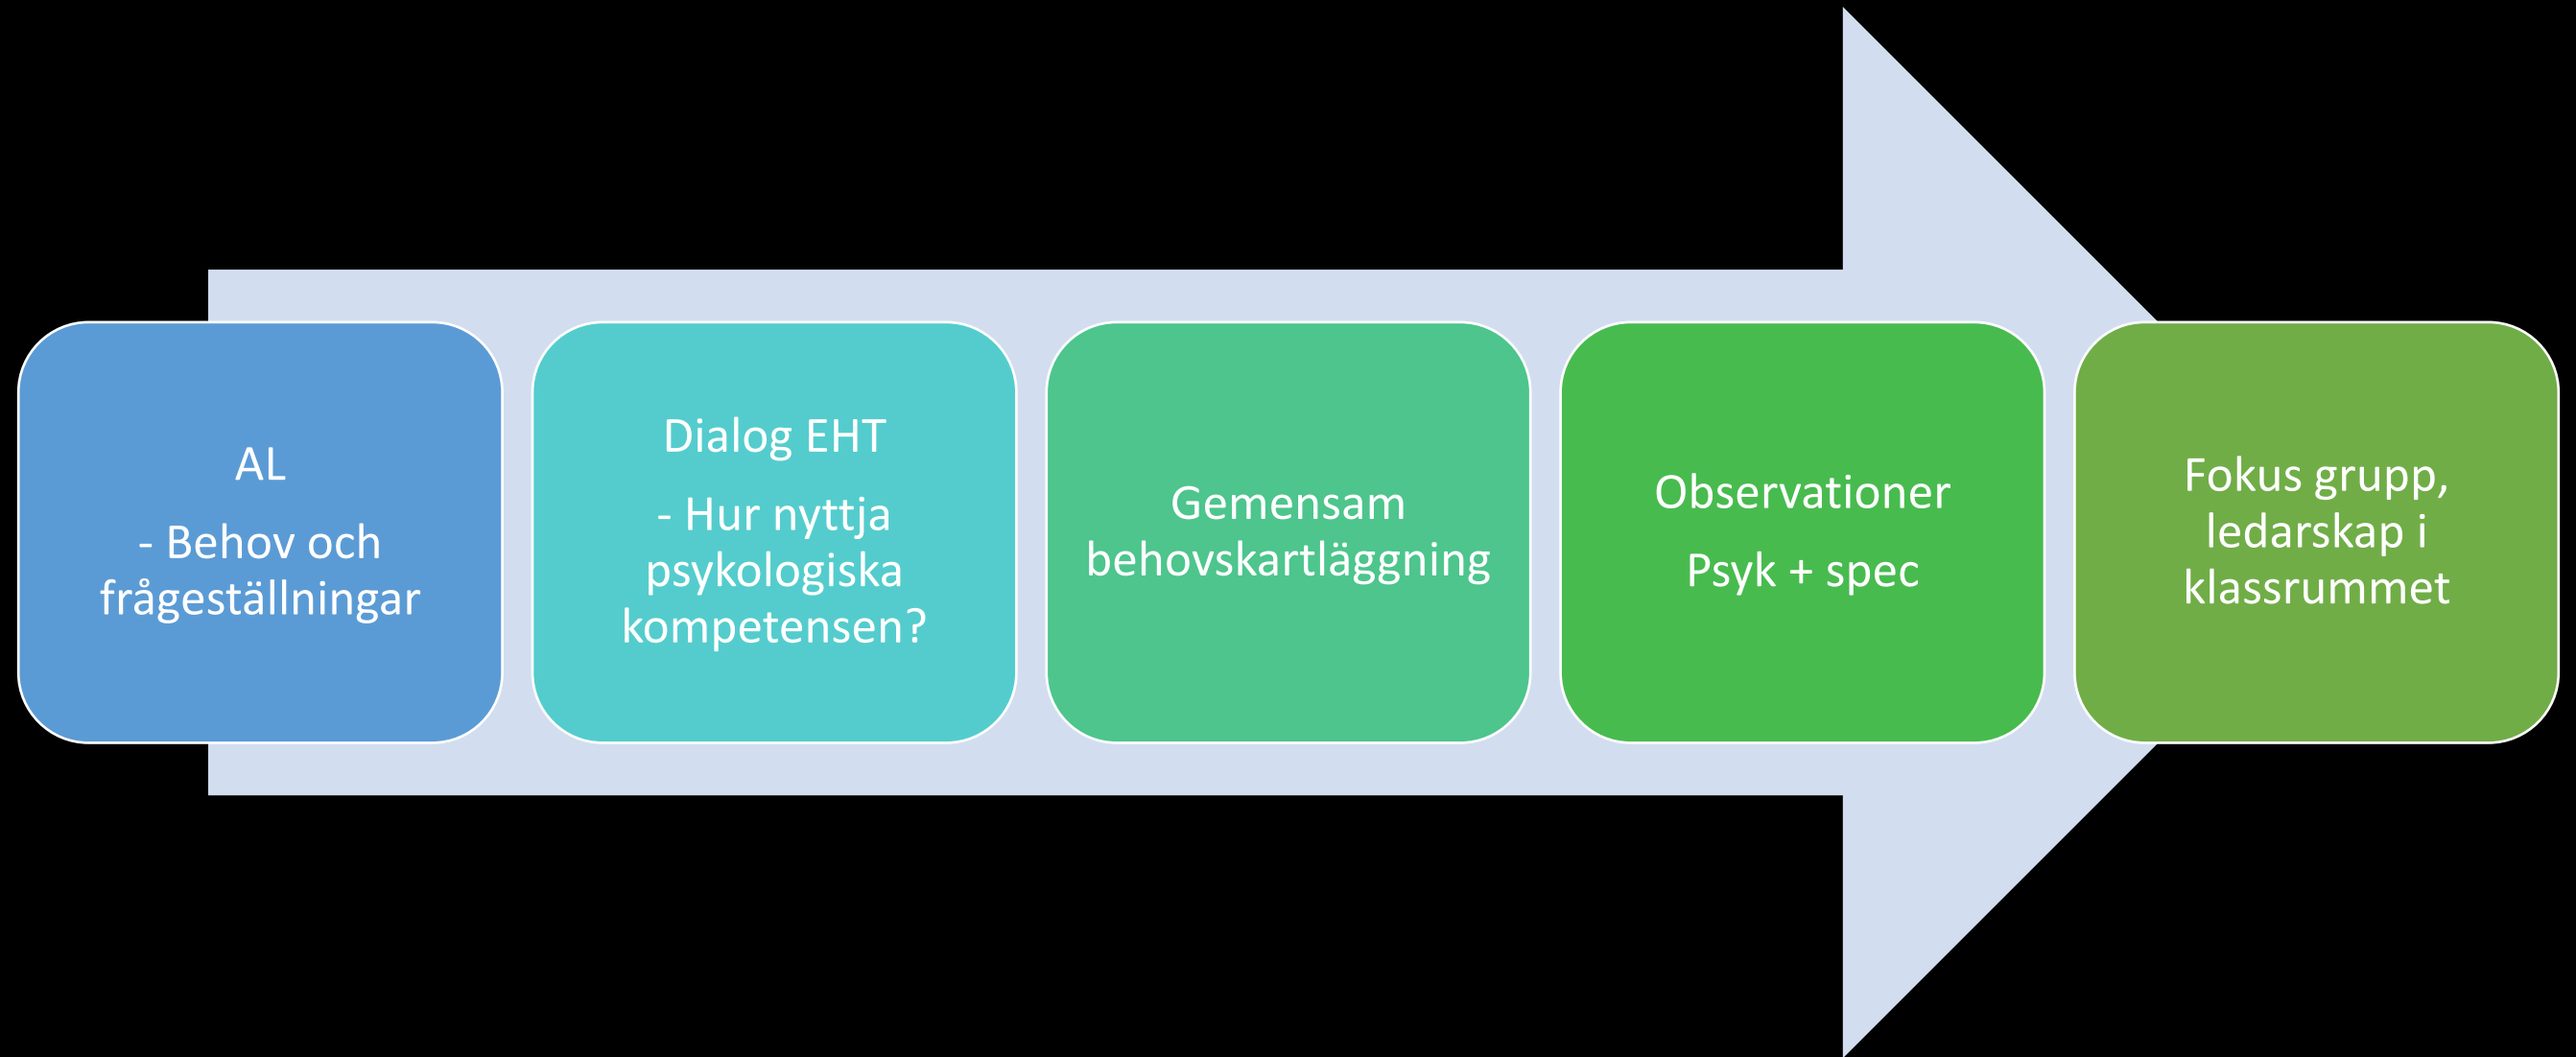 AL
- Behov och
frågeställningar
Dialog EHT
- Hur nyttja
psykologiska
kompetensen?
Gemensam
behovskartläggning
Observationer
Psyk + spec
Fokus grupp,
ledarskap i
klassrummet